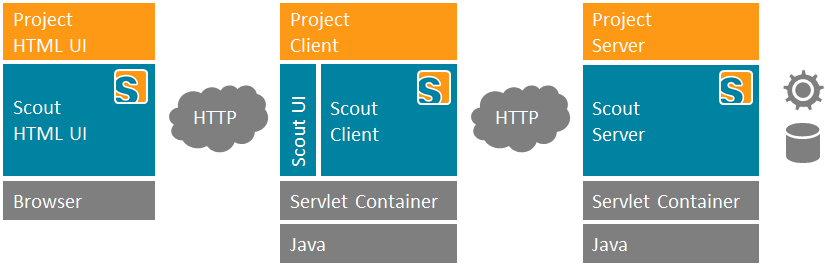 Project
HTML UI
Scout
HTML UI
Browser
HTTP
Project
Client
Scout UI
Scout
Client
Servlet Container
Java
HTTP
Project
Server
Scout
Server
Servlet Container
Java